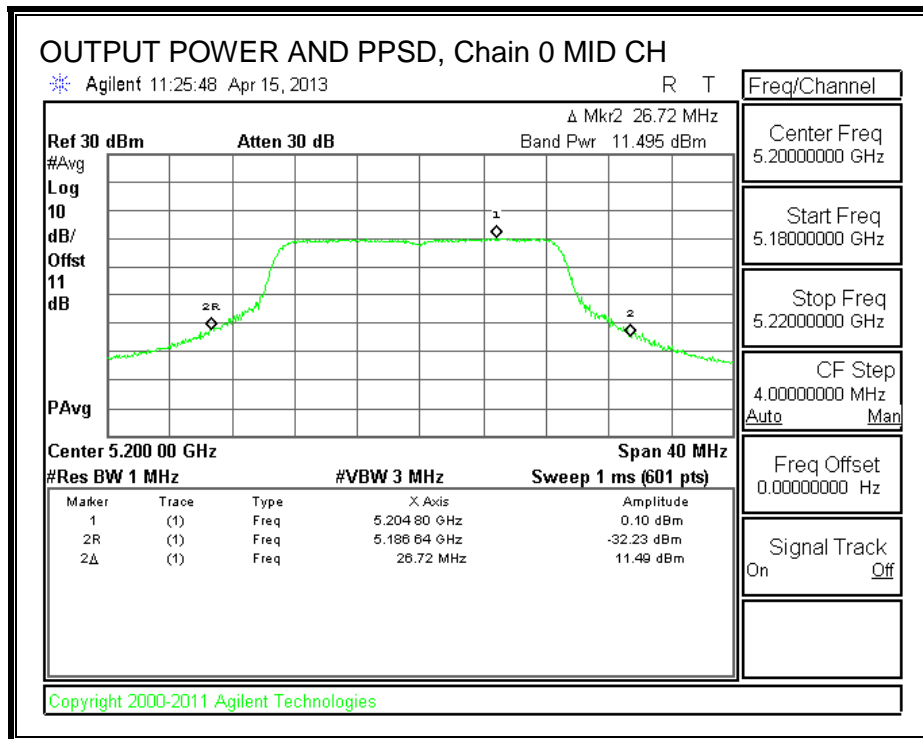 OUTPUT POWER AND PPSD, Chain 0 MID CH
Agilent 11:25:48 Apr 15, 2013 R T
Δ Mkr2 26.72 MHz
Ref 30 dBm Atten 30 dB Band Pwr 11.495 dBm
#Avg
Log
10
dB/
Offst
11
dB
PAvg
1
2R
2
Center 5.200 00 GHz Span 40 MHz
#Res BW 1 MHz #VBW 3 MHz Sweep 1 ms (601 pts)
Marker Trace Type X Axis Amplitude
1 (1) Freq 5.204 80 GHz 0.10 dBm
2R (1) Freq 5.186 64 GHz -32.23 dBm
2Δ (1) Freq 26.72 MHz 11.49 dBm
Freq/Channel
Center Freq
5.20000000 GHz
Start Freq
5.18000000 GHz
Stop Freq
5.22000000 GHz
CF Step
4.00000000 MHz
Auto Man
Freq Offset
0.00000000 Hz
Signal Track
On Off
Copyright 2000-2011 Agilent Technologies